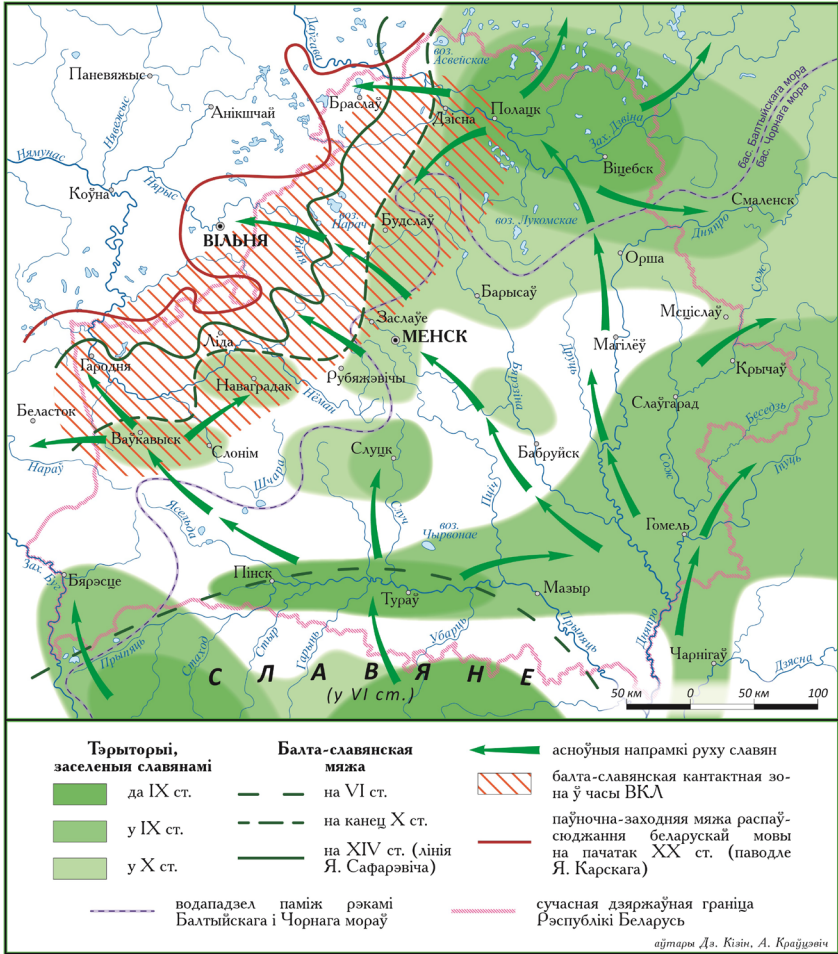 Даўгава
воз.
Асвейскае
Паневяжыс
Браслаў
Анікшчай
Нявежыс
Дзісна
Полацк
Зах. Дзвіна
бас. Балтыйскага мора
бас. Чорнага мора
Нямунас
Коўна
Нярыс
Віцебск
Смаленск
ВІЛЬНЯ
воз.
Нарач
Вілія
Будслаў
воз. Лукомскае
Дняпро
Орша
Сож
Барысаў
Мсціслаў
Заслаўе
МЕНСК
Ліда
Магілёў
Друць
Гародня
Рубяжэвічы
Бярэзіна
Крычаў
Наваградак
Нёман
Слаўгарад
Беласток
Беседзь
Ваўкавыск
Слонім
Слуцк
Бабруйск
Нараў
Шчара
Сож
Іпуць
Пціч
Ясельда
Случ
воз.
Чырвонае
Гомель
Зах. Буг
Бярэсце
Пінск
Тураў
Мазыр
Прыпяць
Дняпро
Прыпяць
Стаход
Стыр
Гарынь
Убарць
Чарнігаў
Дзясна
СЛАВЯНЕ
(у VI ст.)
50 км 0 50 км 100
Тэрыторыі,
заселеныя славянамі
да IX ст.
у IX ст.
у X ст.
Балта-славянская
мяжа
на VI ст.
на канец X ст.
на XIV ст. (лінія
Я. Сафарэвіча)
асноўныя напрамкі руху славян
балта-славянская кантактная зо-
на ў часы ВКЛ
паўночна-заходняя мяжа распаў-
сюджання беларускай мовы
на пачатак XX ст. (паводле
Я. Карскага)
водападзел паміж рэкамі
Балтыйскага і Чорнага мораў
сучасная дзяржаўная граніца
Рэспублікі Беларусь
аўтары Дз. Кізін, А. Краўцэвіч